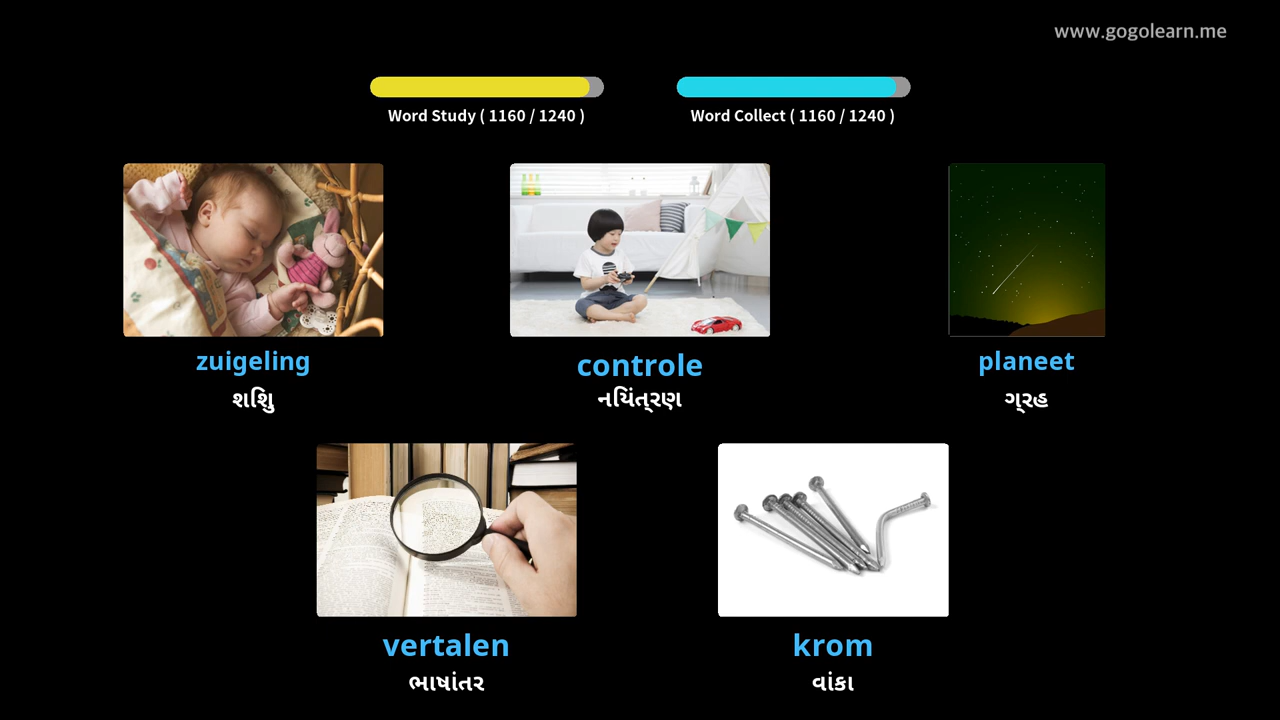 www.gogolearn.me
Word Study ( 1160 / 1240 )
Word Collect ( 1160 / 1240 )
zuigeling
શિશુ
controle
નિયંત્રણ
planeet
ગ્રહ
vertalen
ભાષાંતર
krom
વાંકા